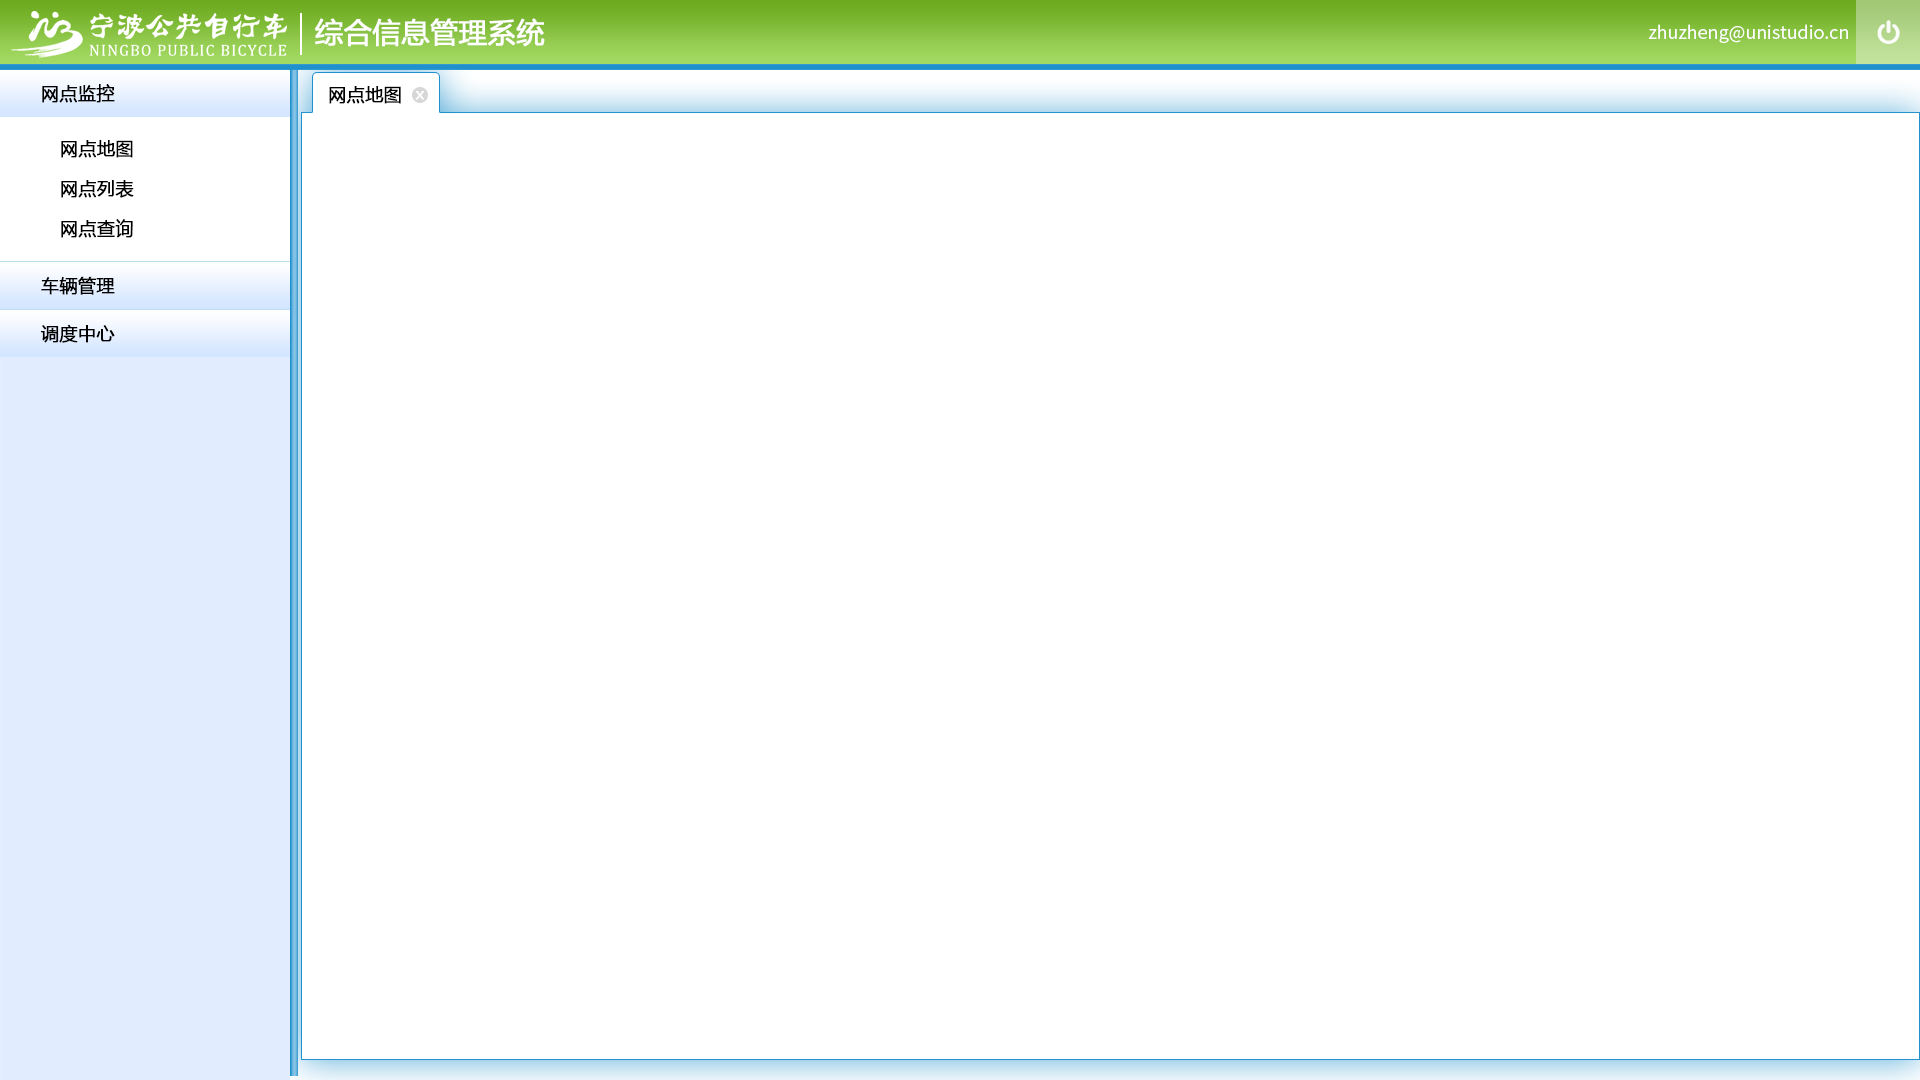 宁波公共自行车
NINGBO PUBLIC BICYCLE
综合信息管理系统
zhuzheng@unistudio.cn
网点监控
网点地图
网点列表
网点查询
车辆管理
调度中心
网点地图